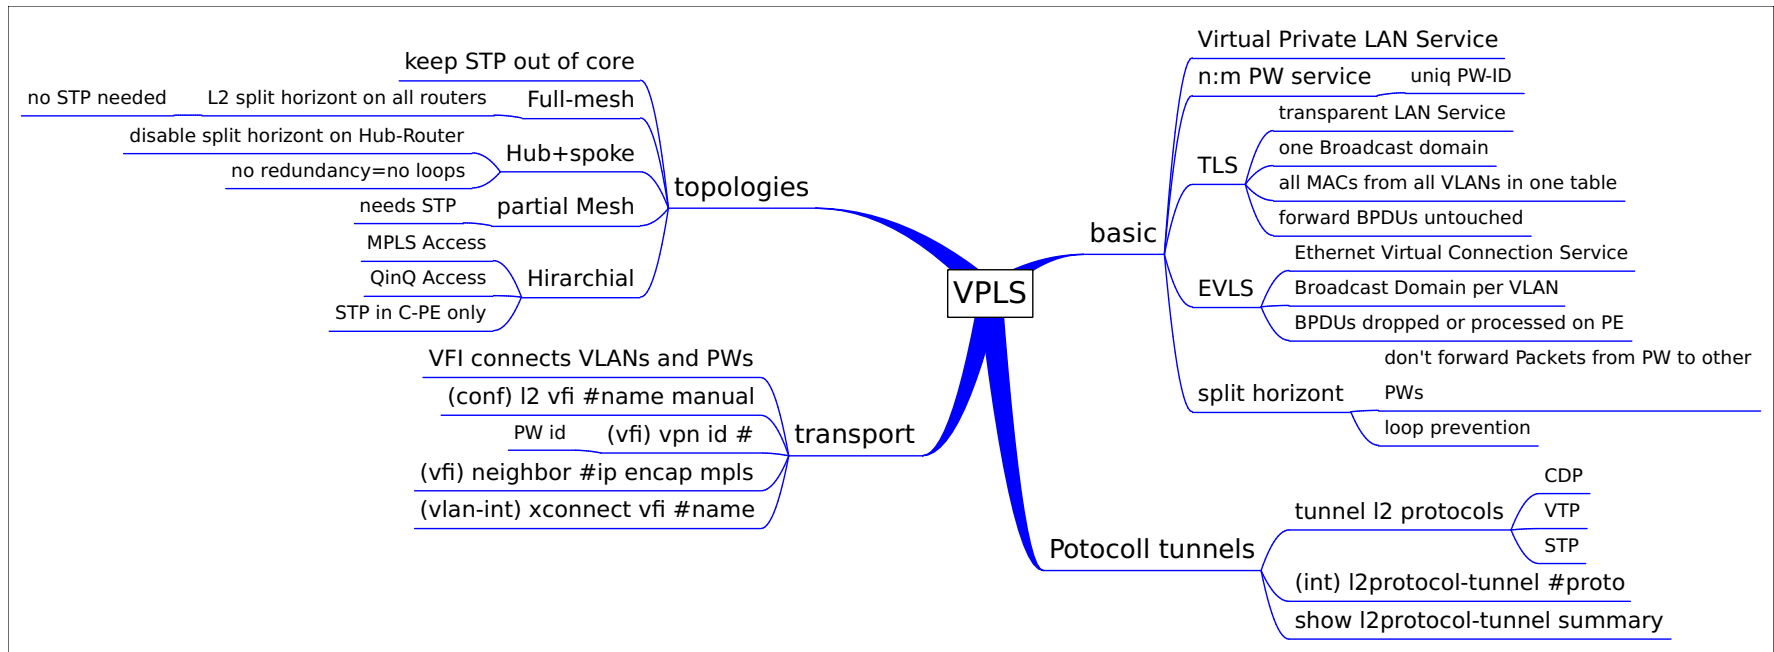 VPLS
topologies
keep STP out of core
Full-mesh
L2 split horizont on all routers
no STP needed
Hub+spoke
disable split horizont on Hub-Router
no redundancy=no loops
partial Mesh
needs STP
Hirarchial
MPLS Access
QinQ Access
STP in C-PE only
transport
VFI connects VLANs and PWs
(conf) l2 vfi #name manual
(vfi) vpn id #
PW id
(vfi) neighbor #ip encap mpls
(vlan-int) xconnect vfi #name
basic
Virtual Private LAN Service
n:m PW service
uniq PW-ID
TLS
transparent LAN Service
one Broadcast domain
all MACs from all VLANs in one table
forward BPDUs untouched
EVLS
Ethernet Virtual Connection Service
Broadcast Domain per VLAN
BPDUs dropped or processed on PE
split horizont
don't forward Packets from PW to other
PWs
loop prevention
Potocoll tunnels
tunnel l2 protocols
CDP
VTP
STP
(int) l2protocol-tunnel #proto
show l2protocol-tunnel summary